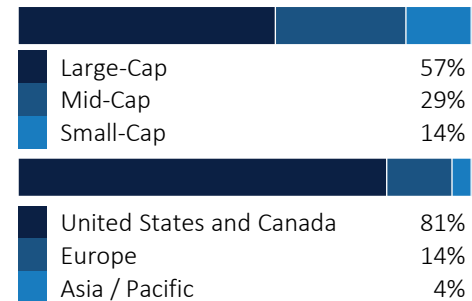 Large-Cap 57%
Mid-Cap 29%
Small-Cap 14%
United States and Canada 81%
Europe 14%
Asia / Pacific 4%